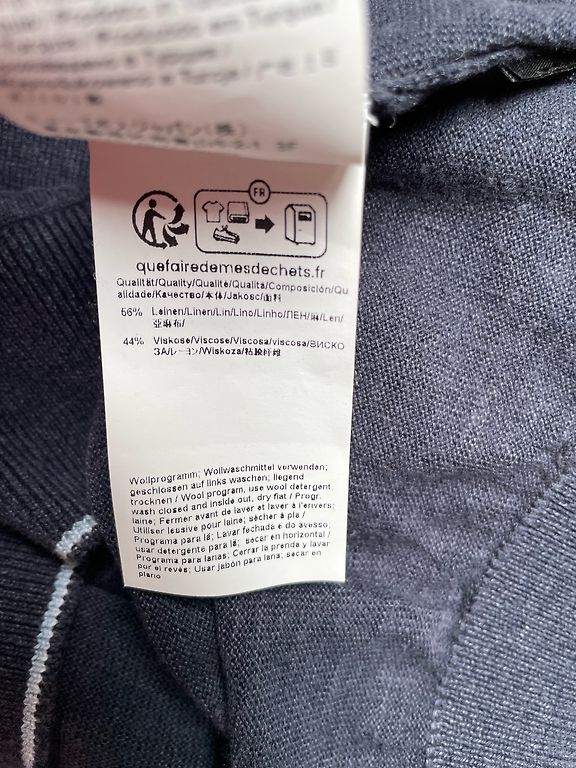 FR
quefairedemesdechets.fr
Qualität/Quality/Qualité/Qualità/Composición/Qu
alidade/Качество/本体/Jakosc/面料
56% Leinen/Linen/Lin/Lino/Linho/ЛЕН/麻/Len/
亚麻布/
44% Viskose/Viscose/Viscosa/viscosa/ВИСКО
ЗА/レーヨン/Wiskoza/粘胶纤维
Wollprogramm; Wollwaschmittel verwenden;
geschlossen auf links waschen; liegend
trocknen / Wool program, use wool detergent,
wash closed and inside out, dry flat / Progr.
laine; Fermer avant de laver et laver à l'envers;
Utiliser lessive pour laine; sécher à pla /
Programa para lã; Lavar fechada e do avesso;
usar detergente para lã; secar en horizontal /
Programa para lanas; Cerrar la prenda y lavar
por el revés; Usar jabón para lana; secar en
plano